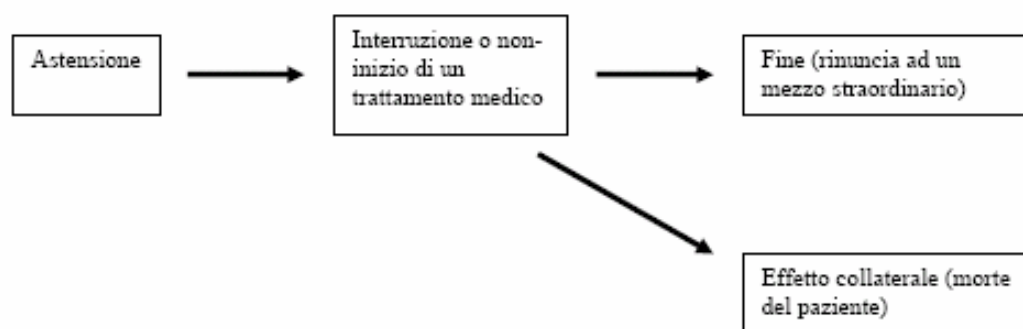 Astensione
Interruzione o non-
inizio di un
trattamento medico
Fine (rinuncia ad un
mezzo straordinario)
Effetto collaterale (morte
del paziente)